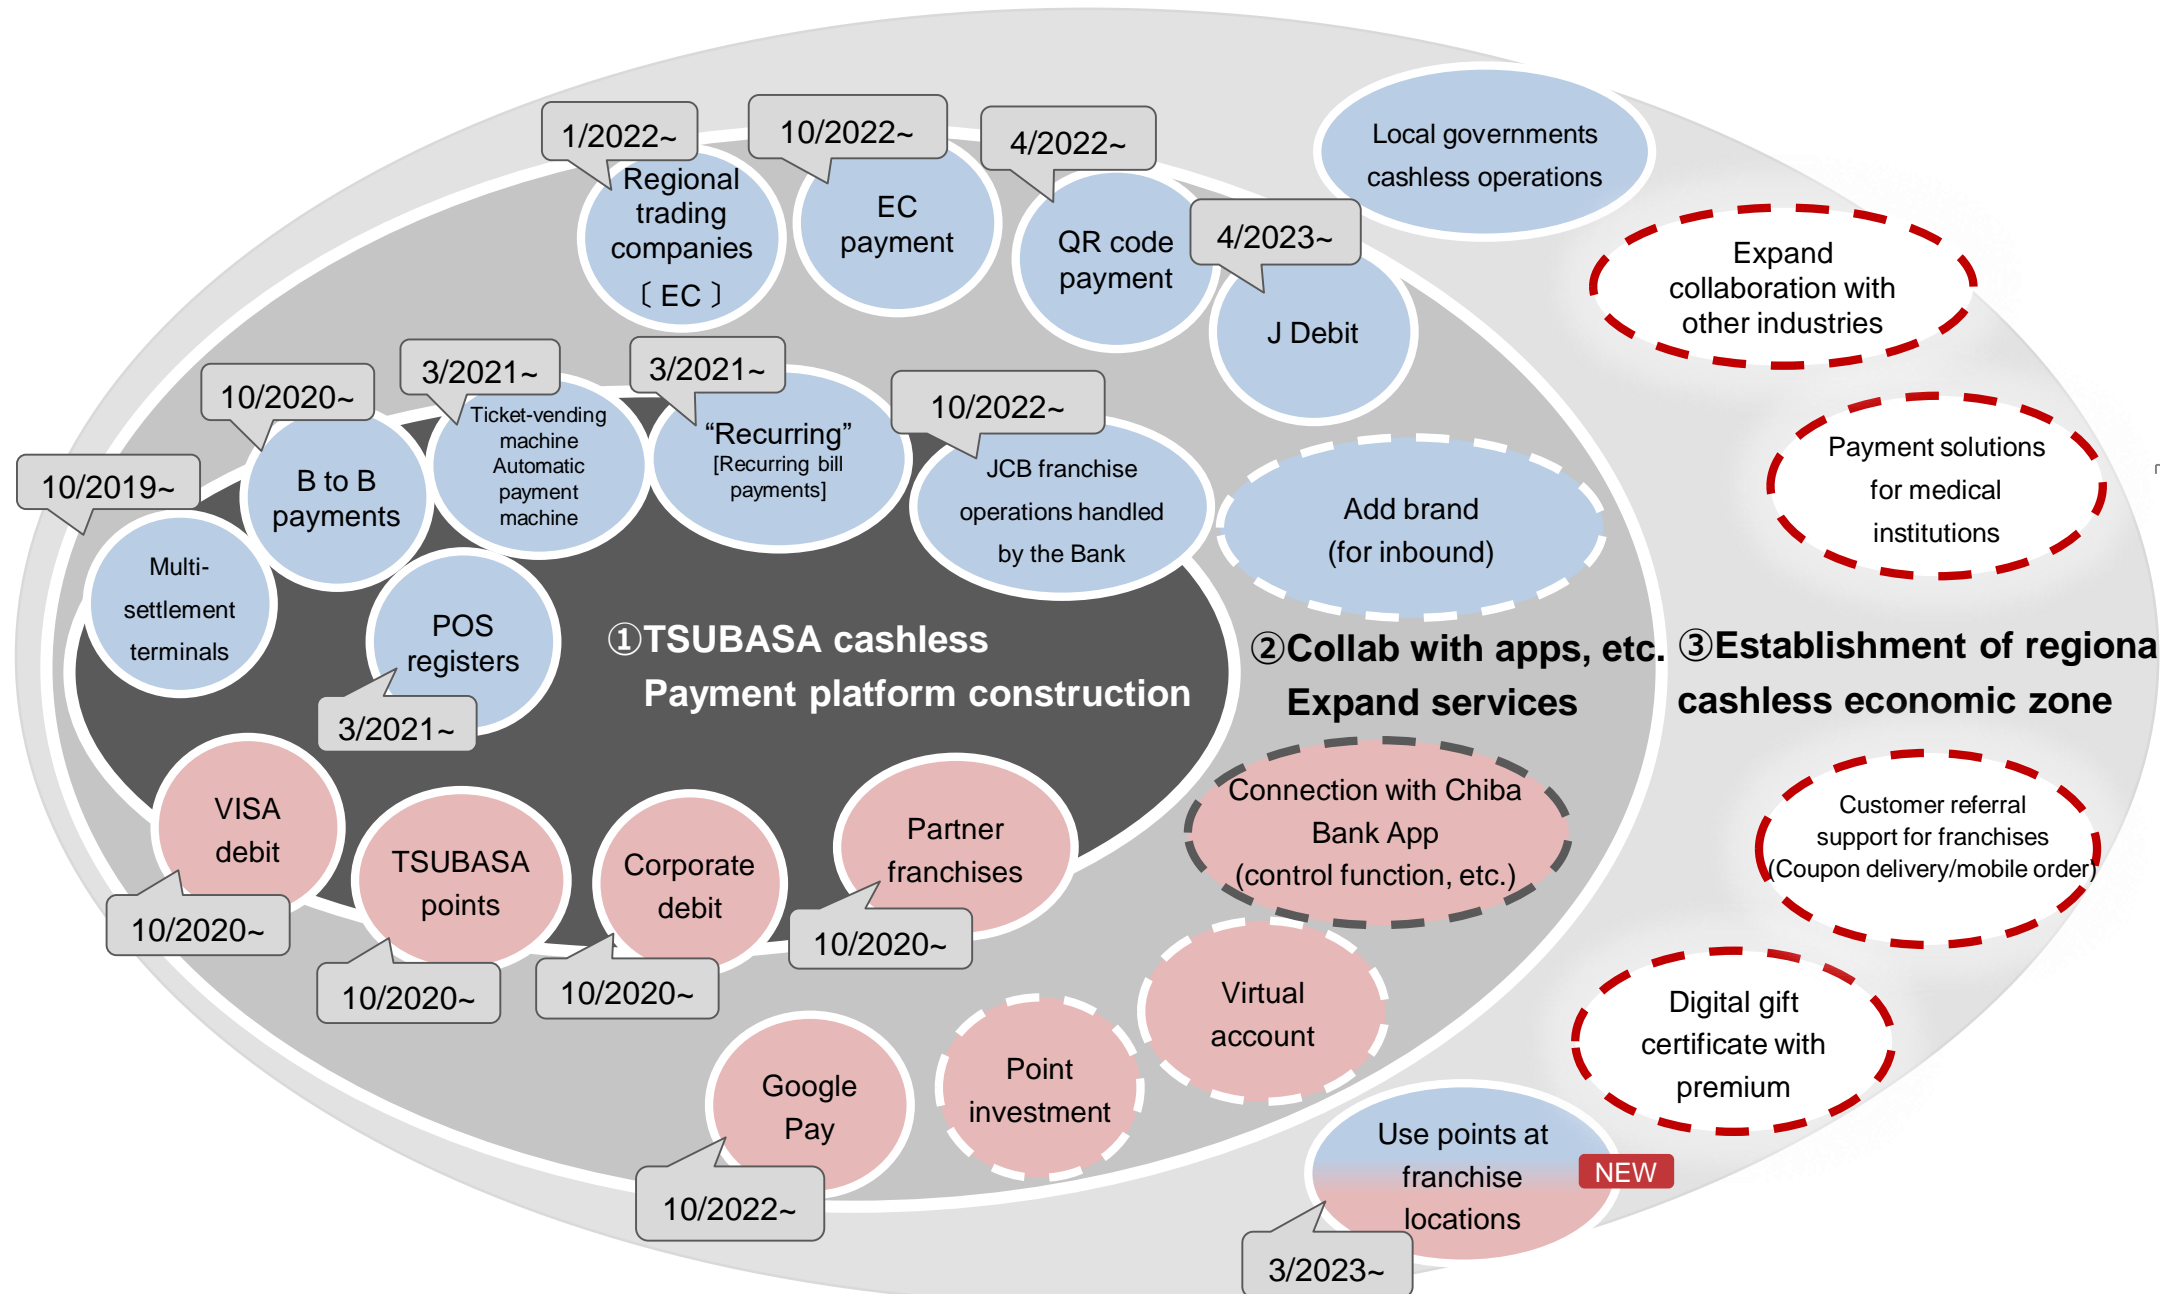 1/2022~
Regional
trading
companies
〔 EC 〕
10/2022~
EC
payment
4/2022~
QR code
payment
4/2023~
J Debit
Local governments
cashless operations
Expand
collaboration with
other industries
Payment solutions
for medical
institutions
10/2019~
Multi-
settlement
terminals
10/2020~
B to B
payments
3/2021~
Ticket-vending
machine
Automatic
payment
machine
3/2021~
“Recurring”
[Recurring bill
payments]
10/2022~
JCB franchise
operations handled
by the Bank
Add brand
(for inbound)
POS
registers
3/2021~
①TSUBASA cashless
Payment platform construction
②Collab with apps, etc.
Expand services
③Establishment of regiona
cashless economic zone
VISA
debit
10/2020~
TSUBASA
points
10/2020~
Corporate
debit
10/2020~
Partner
franchises
10/2020~
Connection with Chiba
Bank App
(control function, etc.)
Customer referral
support for franchises
(Coupon delivery/mobile order)
Google
Pay
10/2022~
Point
investment
Virtual
account
Digital gift
certificate with
premium
Use points at
franchise
locations
NEW
3/2023~